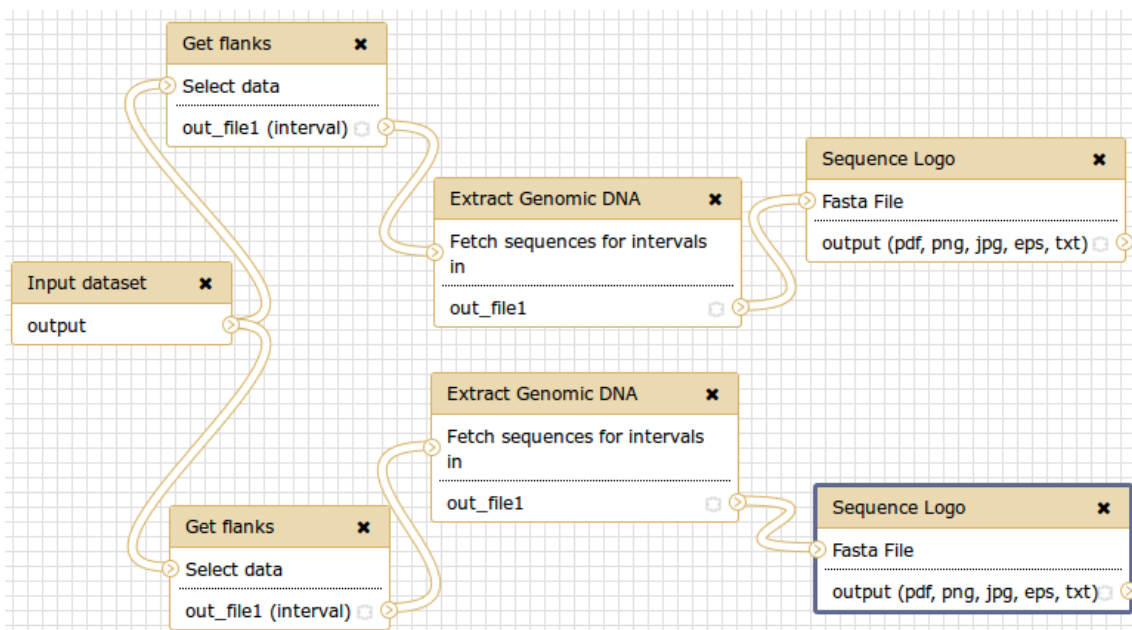 Get flanks
Select data
out_file1 (interval)
Extract Genomic DNA
Fetch sequences for intervals
in
out_file1
Sequence Logo
Fasta File
output (pdf, png, jpg, eps, txt)
Input dataset
output
Get flanks
Select data
out_file1 (interval)
Extract Genomic DNA
Fetch sequences for intervals
in
out_file1
Sequence Logo
Fasta File
output (pdf, png, jpg, eps, txt)